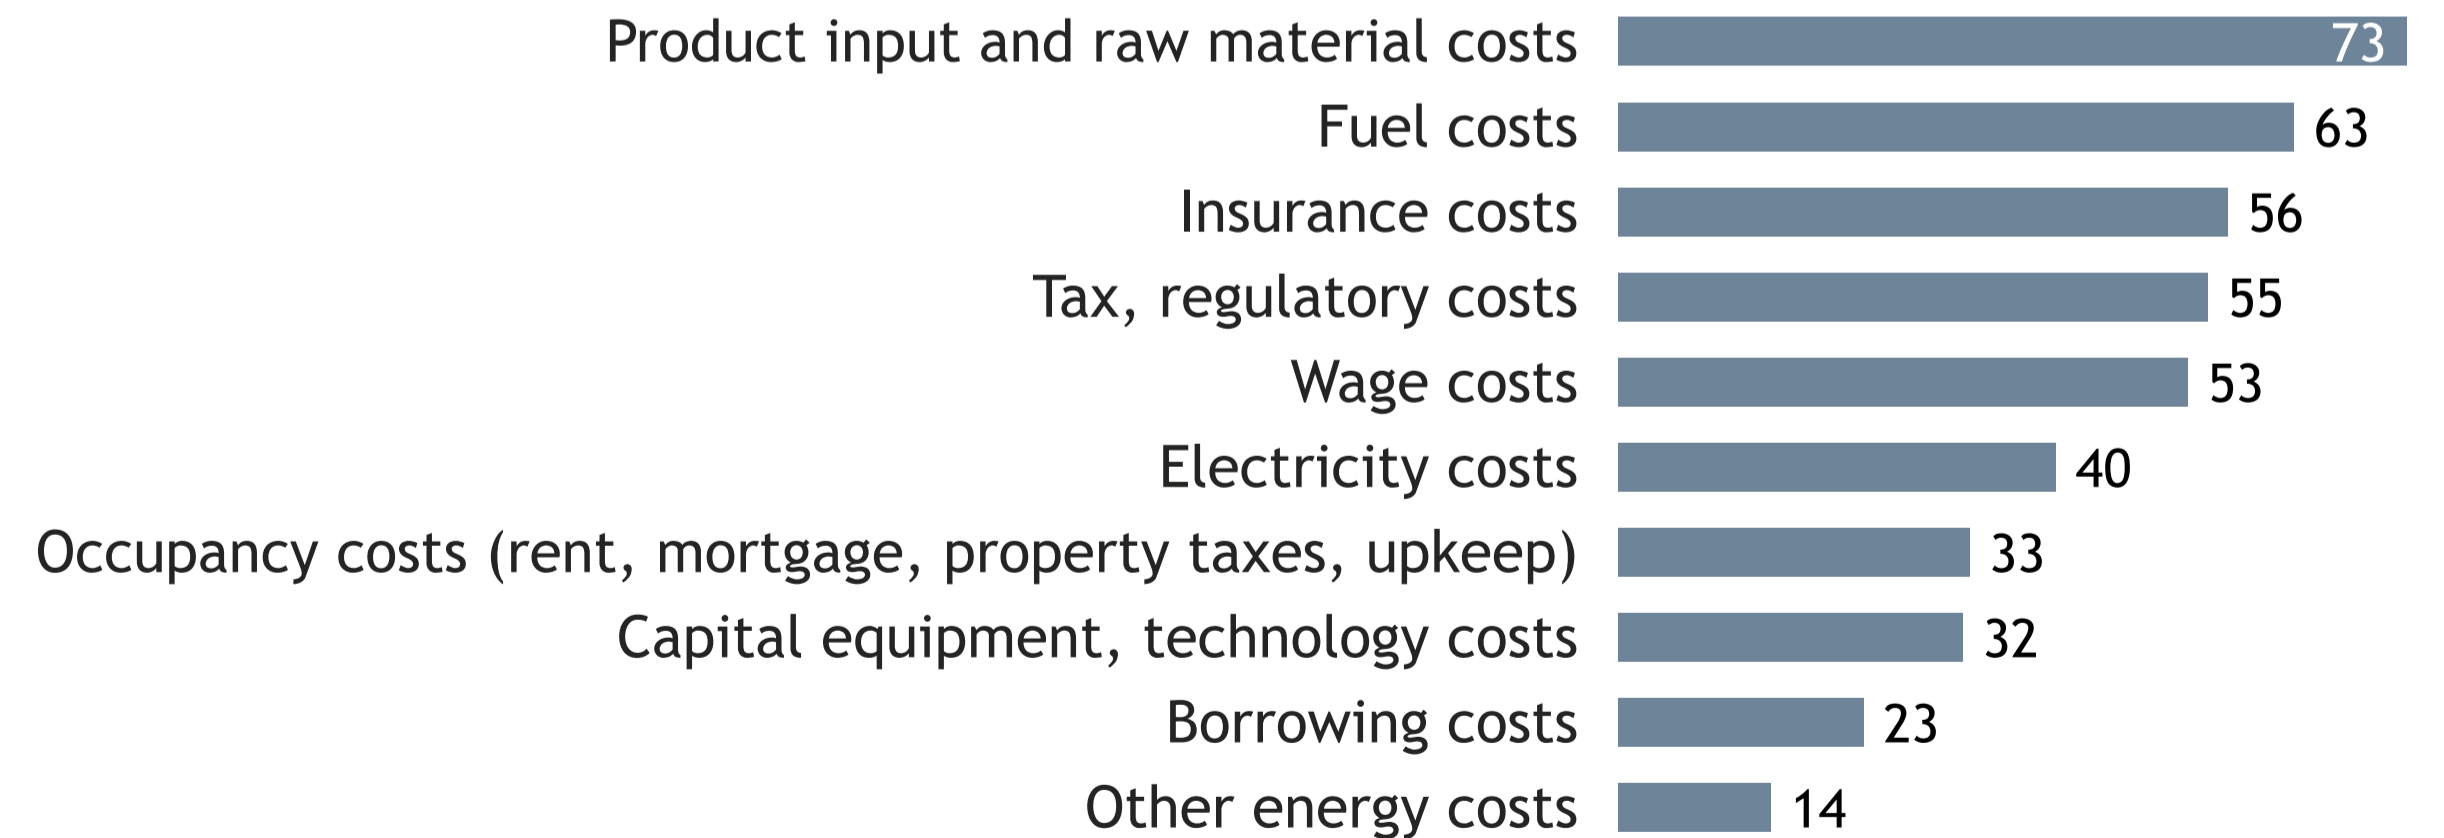 Product input and raw material costs 73
Fuel costs 63
Insurance costs 56
Tax, regulatory costs 55
Wage costs 53
Electricity costs 40
Occupancy costs (rent, mortgage, property taxes, upkeep) 33
Capital equipment, technology costs 32
Borrowing costs 23
Other energy costs 14